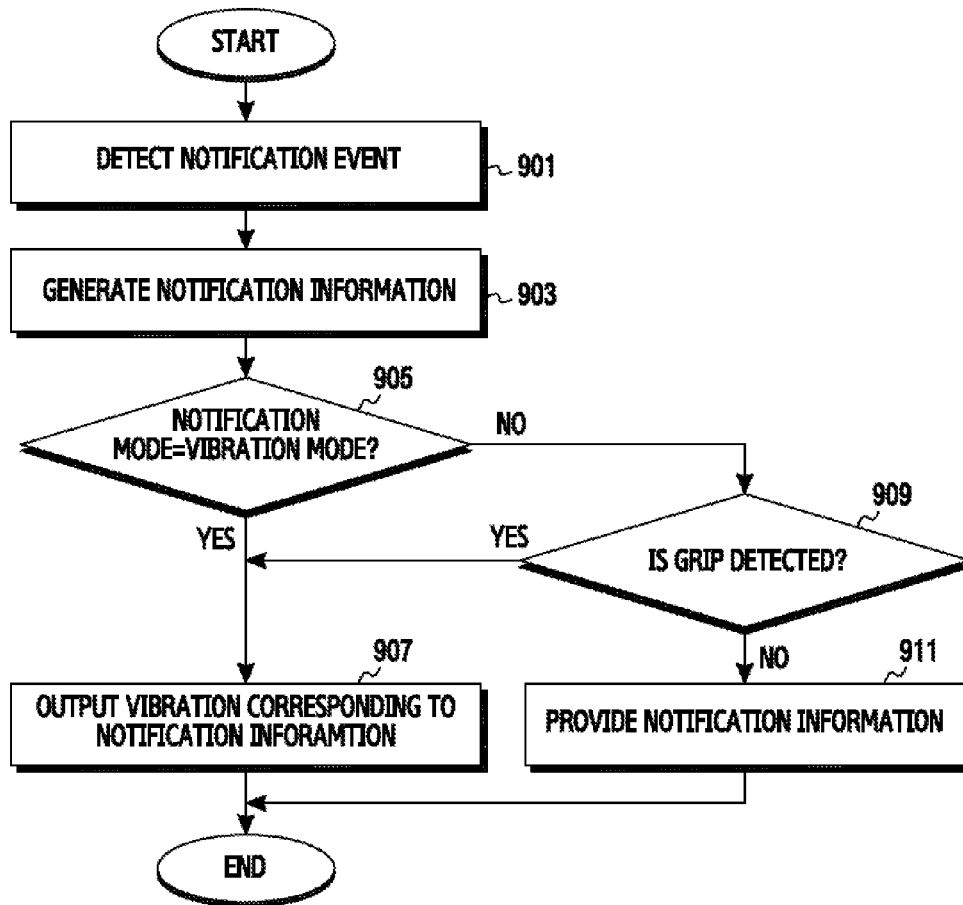 START
DETECT NOTIFICATION EVENT
901
GENERATE NOTIFICATION INFORMATION
903
905
NOTIFICATION
MODE=VIBRATION MODE?
NO
909
YES
YES
IS GRIP DETECTED?
907
NO
911
OUTPUT VIBRATION CORRESPONDING TO
NOTIFICATION INFORAMTION
PROVIDE NOTIFICATION INFORMATION
END